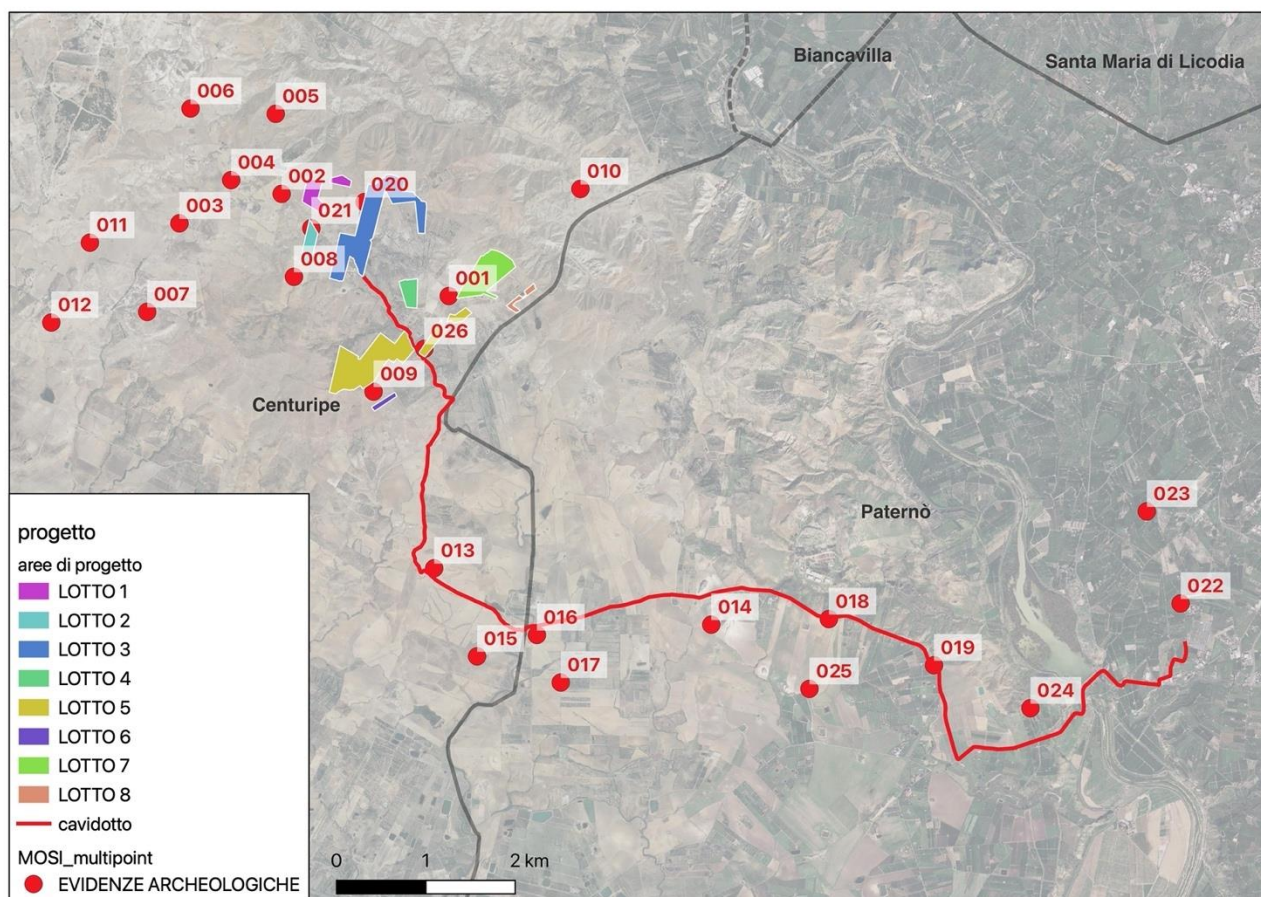 Biancavilla
Santa Maria di Licodia
006
005
004
002
020
010
003
021
011
008
001
012
007
026
009
Centuripe
023
Paternò
013
022
016
014
018
015
019
017
025
024
progetto
aree di progetto
LOTTO 1
LOTTO 2
LOTTO 3
LOTTO 4
LOTTO 5
LOTTO 6
LOTTO 7
LOTTO 8
cavidotto
MOSI_multipoint
EVIDENZE ARCHEOLOGICHE
0 1 2 km